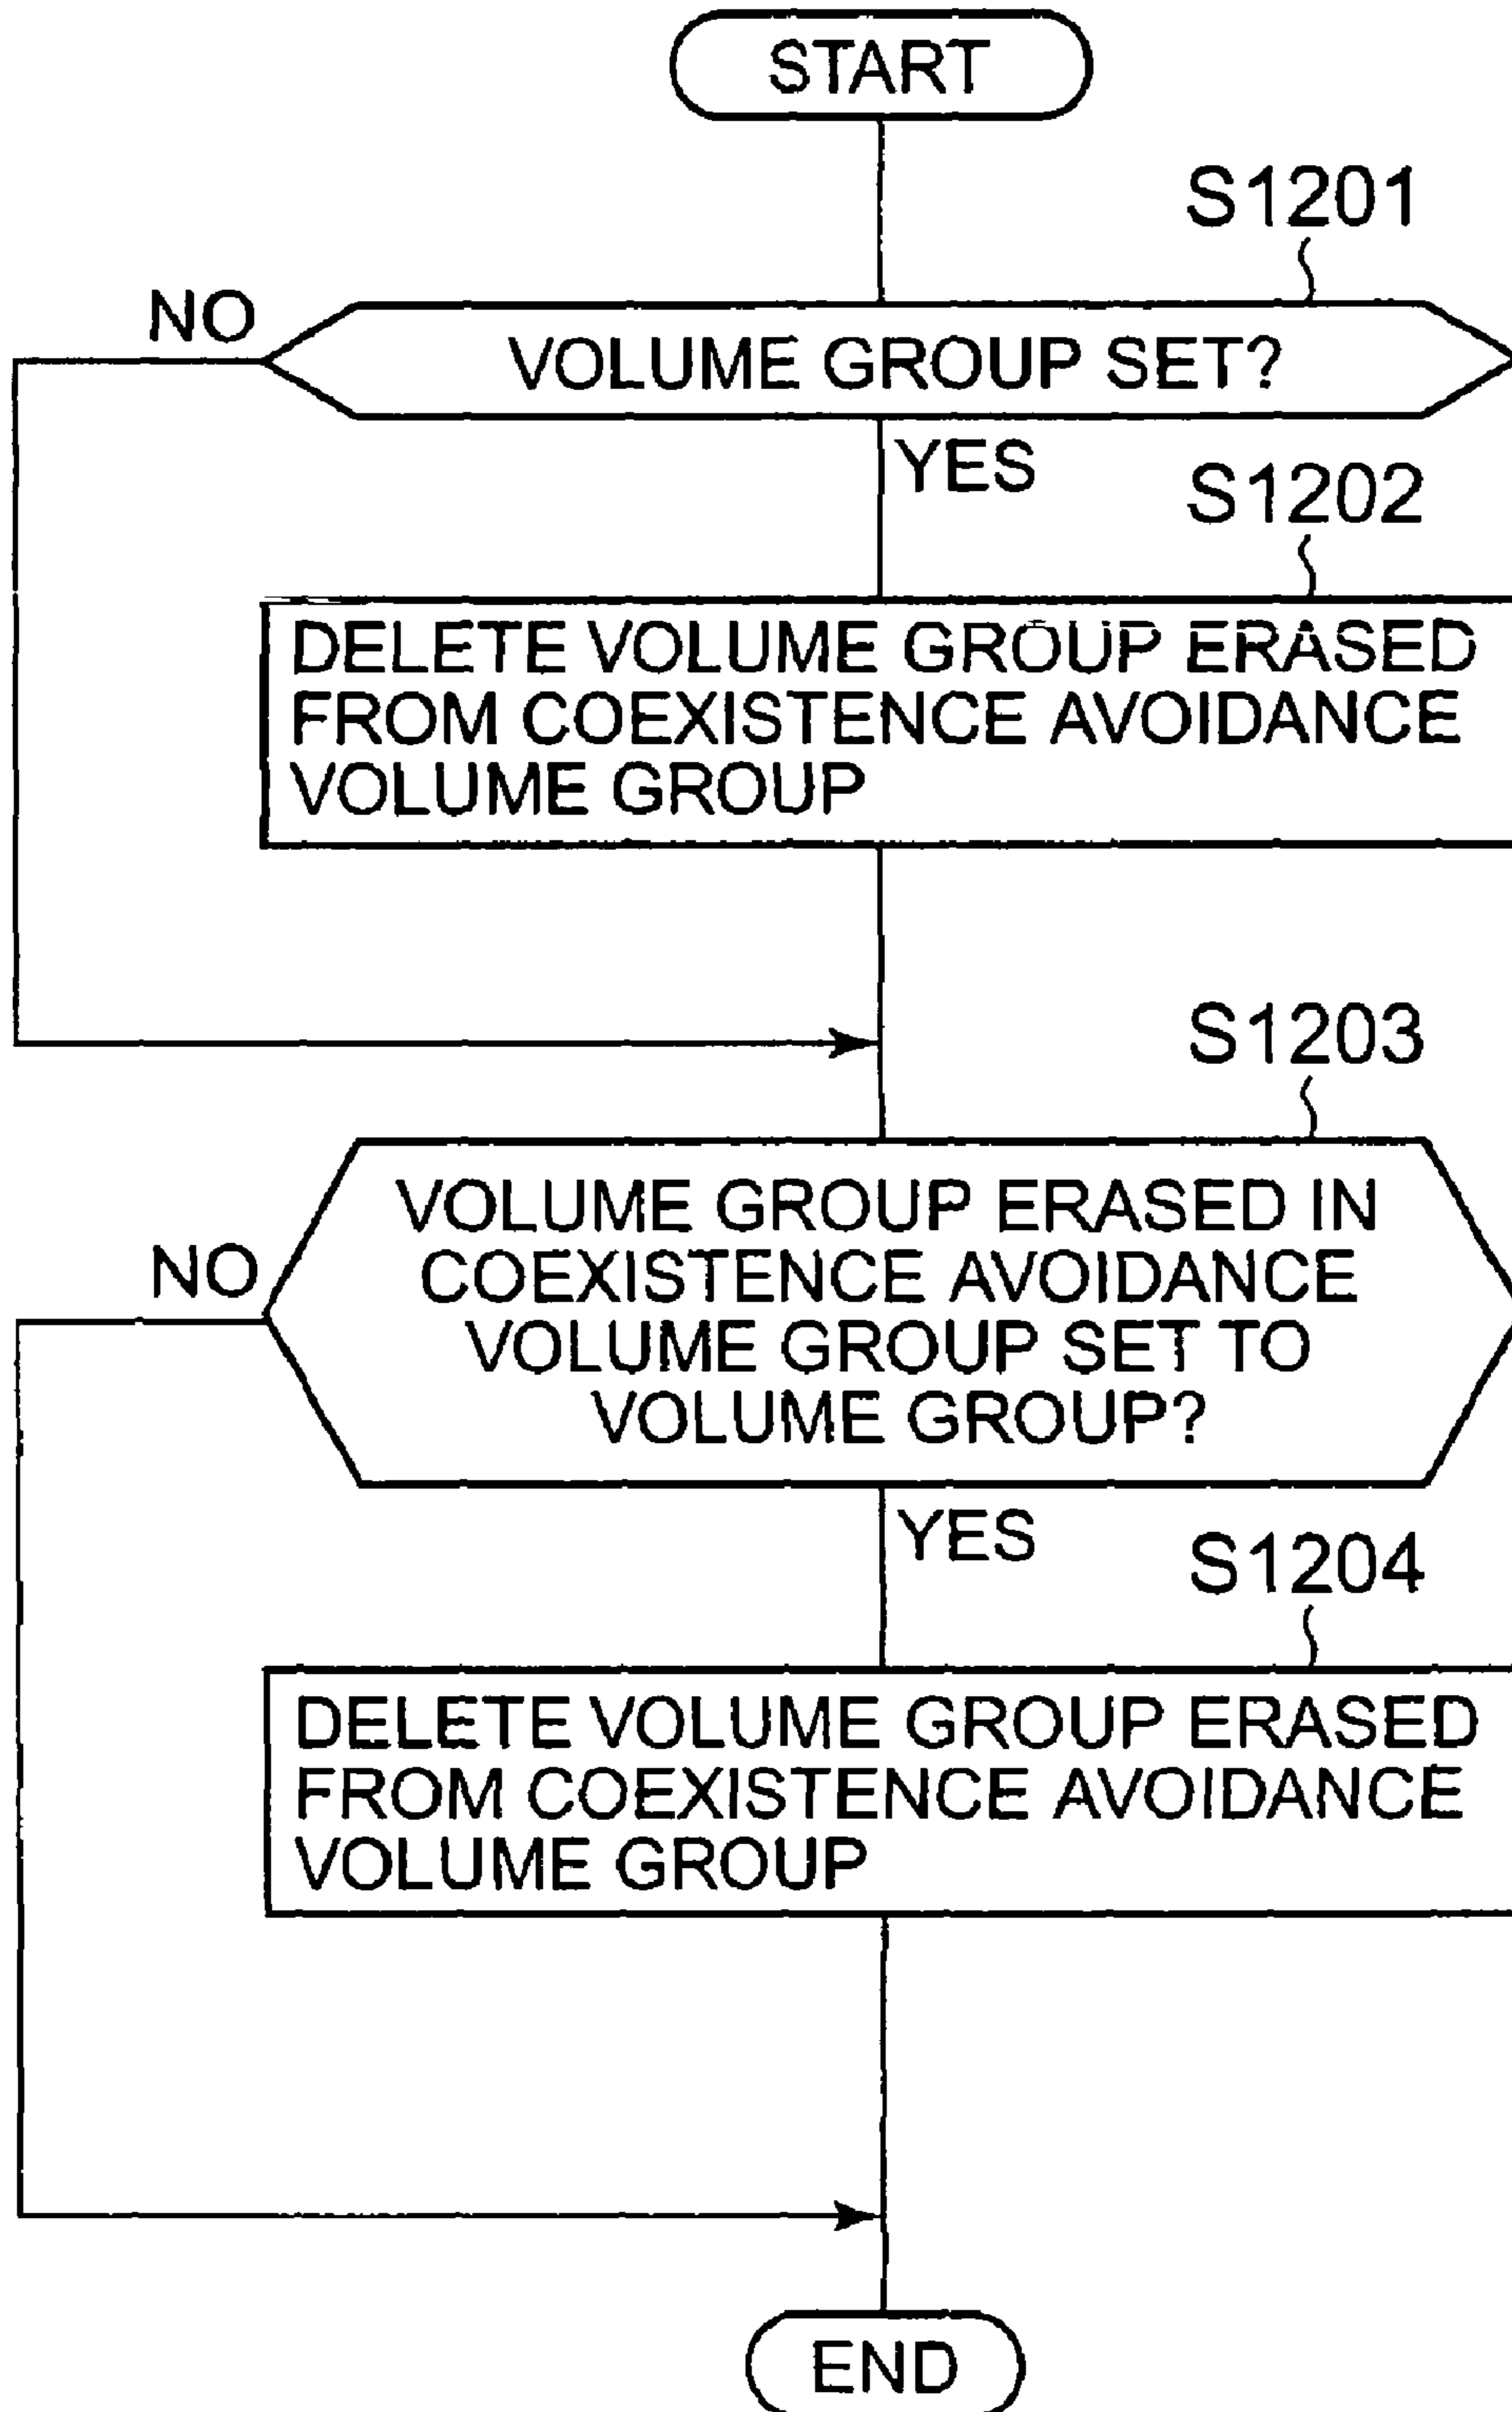 START
S1201
NO
VOLUME GROUP SET?
YES
S1202
DELETE VOLUME GROUP ERASED
FROM COEXISTENCE AVOIDANCE
VOLUME GROUP
S1203
VOLUME GROUP ERASED IN
NO
COEXISTENCE AVOIDANCE
VOLUME GROUP SET TO
VOLUME GROUP?
YES
S1204
DELETE VOLUME GROUP ERASED
FROM COEXISTENCE AVOIDANCE
VOLUME GROUP
END